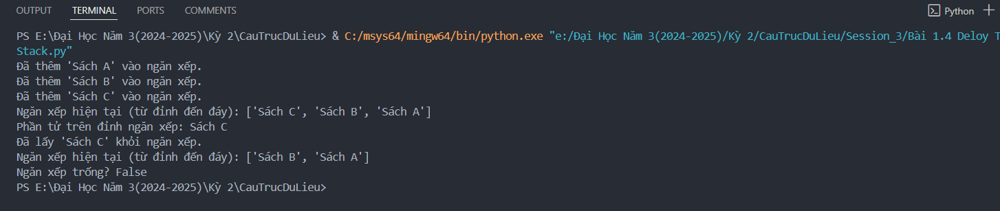 OUTPUT TERMINAL PORTS COMMENTS Python
PS E:\Đại Học Năm 3(2024-2025)\Kỳ 2\CauTrucDuLieu> & C:/msys64/mingw64/bin/python.exe "e:/Đại Học Năm 3(2024-2025)/Kỳ 2/CauTrucDuLieu/Session_3/Bài 1.4 Deloy T
Stack.py"
Đã thêm 'Sách A' vào ngăn xếp.
Đã thêm 'Sách B' vào ngăn xếp.
Đã thêm 'Sách C' vào ngăn xếp.
Ngăn xếp hiện tại (từ đỉnh đến đáy): ['Sách C', 'Sách B', 'Sách A']
Phần tử trên đỉnh ngăn xếp: Sách C
Đã lấy 'Sách C' khỏi ngăn xếp.
Ngăn xếp hiện tại (từ đỉnh đến đáy): ['Sách B', 'Sách A']
Ngăn xếp trống? False
PS E:\Đại Học Năm 3(2024-2025)\Kỳ 2\CauTrucDuLieu>